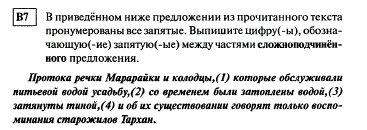 В7 В приведённом ниже предложении из прочитанного текста
пронумерованы все запятые. Выпишите цифру(-ы), обозна-
чающую(-ие) запятую(-ые) между частями сложноподчинён-
ного предложения.
Протока речки Марарайки и колодцы,(1) которые обслуживали
питьевой водой усадьбу,(2) со временем были затоплены водой,(3)
затянуты тиной,(4) и об их существовании говорят только воспо-
минания старожилов Тархан.